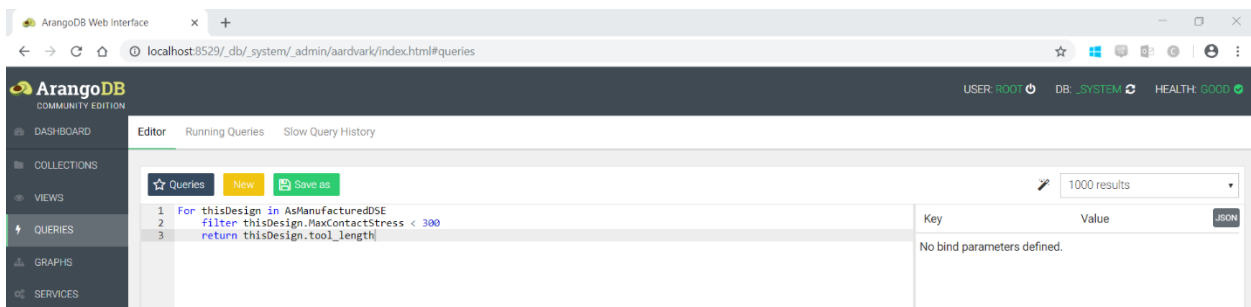 ArangoDB Web Interface
localhost:8529/_db/_system/_admin/aardvark/index.html#queries
ArangoDB
COMMUNITY EDITION
USER: ROOT DB: _SYSTEM HEALTH: GOOD
DASHBOARD
Editor Running Queries Slow Query History
COLLECTIONS
Queries New Save as 1000 results
VIEWS
1 For thisDesign in AsManufacturedDSE
2 filter thisDesign.MaxContactStress < 300
3 return thisDesign.tool_length
Key Value JSON
QUERIES
No bind parameters defined.
GRAPHS
SERVICES